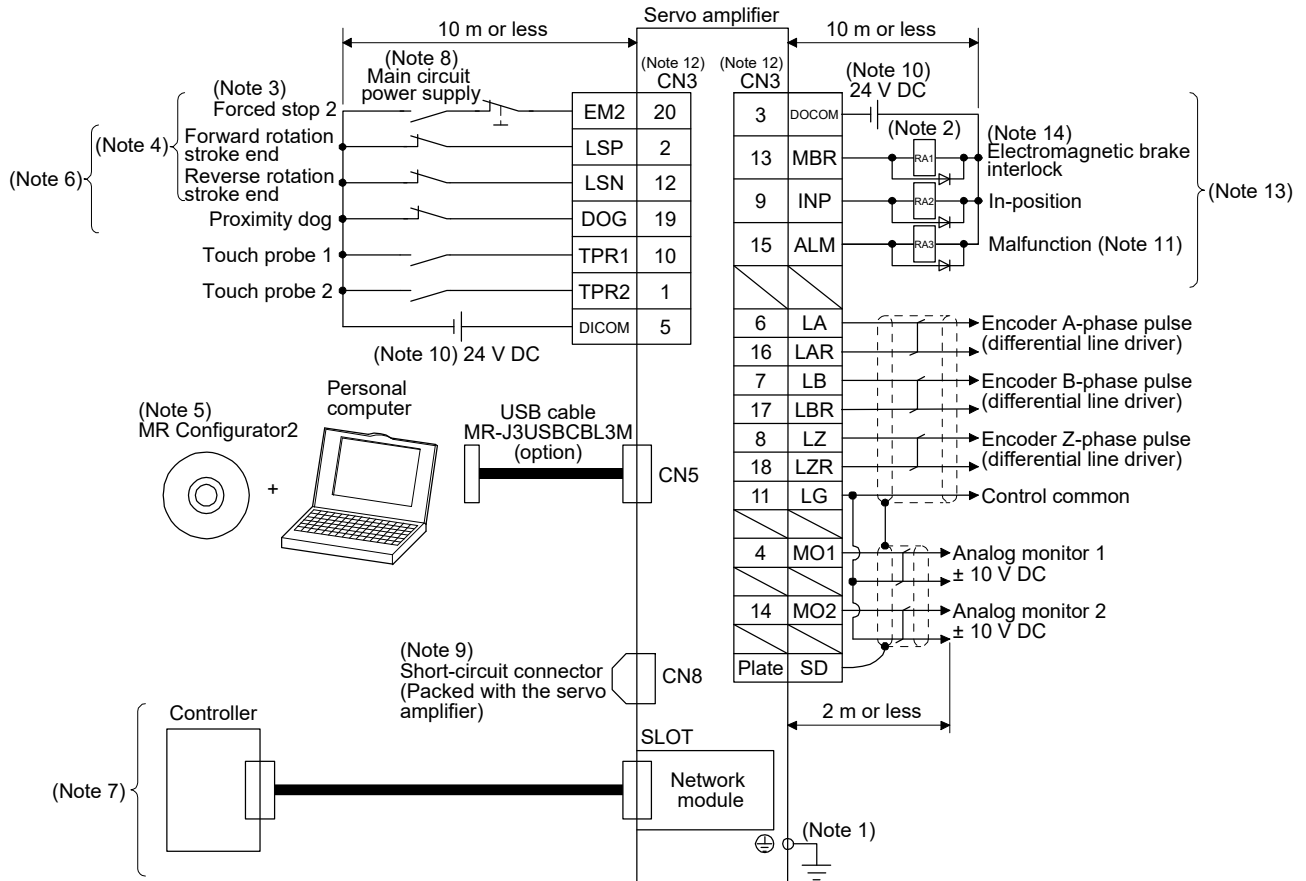 Servo amplifier
10 m or less
10 m or less
(Note 12)
CN3
(Note 12)
CN3
(Note 8)
Main circuit
power supply
(Note 3)
Forced stop 2
EM2 20
(Note 4)
Forward rotation
stroke end
LSP 2
(Note 6)
Reverse rotation
stroke end
LSN 12
Proximity dog
DOG 19
Touch probe 1
TPR1 10
Touch probe 2
TPR2 1
DICOM 5
(Note 10) 24 V DC
(Note 10)
24 V DC
3 DOCOM
(Note 2)
(Note 14)
13 MBR
RA1
Electromagnetic brake
interlock
9 INP
RA2
In-position
15 ALM
RA3
Malfunction (Note 11)
(Note 13)
6 LA
Encoder A-phase pulse
(differential line driver)
16 LAR
7 LB
Encoder B-phase pulse
(differential line driver)
17 LBR
8 LZ
Encoder Z-phase pulse
(differential line driver)
18 LZR
11 LG
Control common
4 MO1
Analog monitor 1
± 10 V DC
14 MO2
Analog monitor 2
± 10 V DC
Plate SD
2 m or less
(Note 5)
MR Configurator2
+
Personal
computer
USB cable
MR-J3USBCBL3M
(option)
CN5
(Note 9)
Short-circuit connector
(Packed with the servo
amplifier)
CN8
(Note 7)
Controller
SLOT
Network
module
(Note 1)